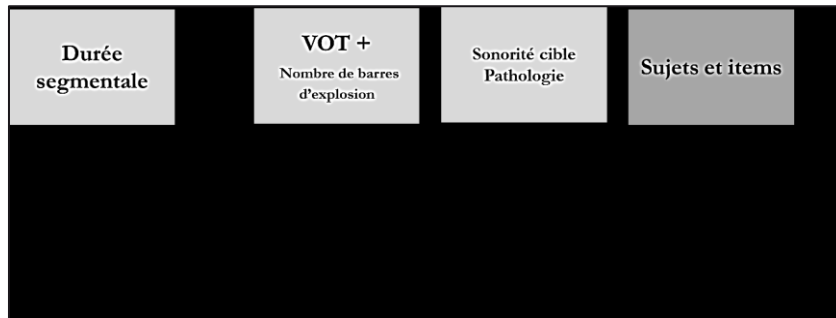 Durée
segmentale
VOT +
Nombre de barres
d'explosion
Sonorité cible
Pathologie
Sujets et items